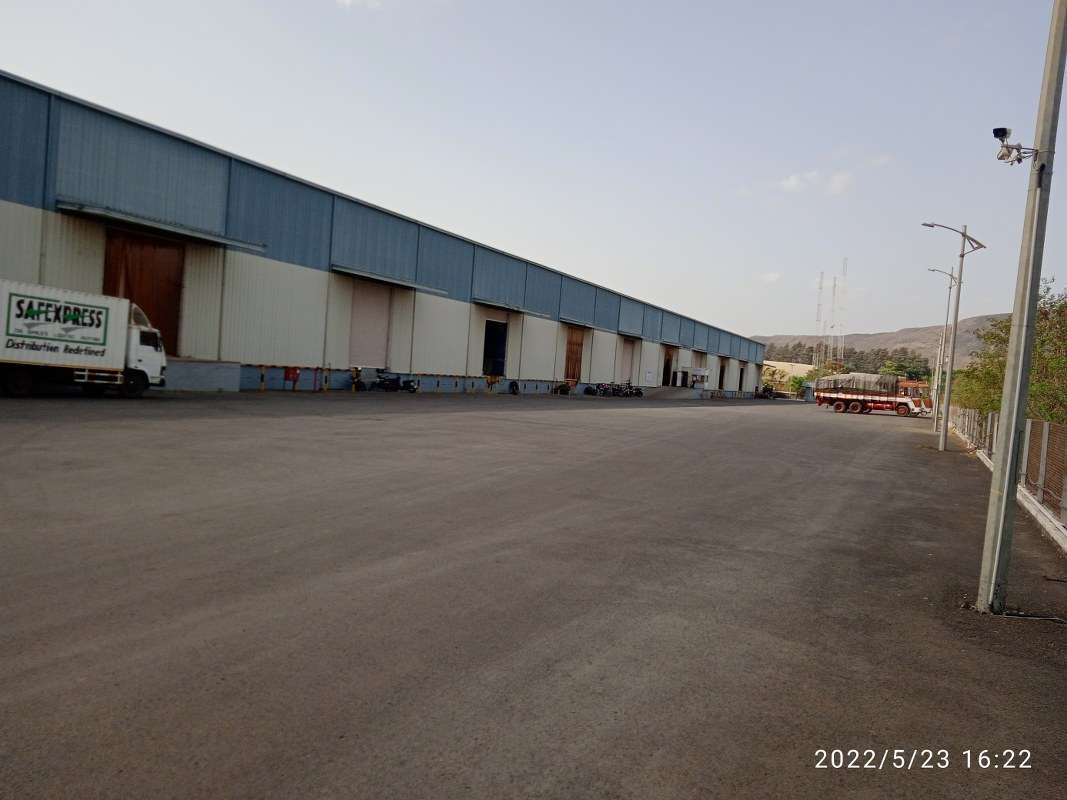 SAFEXPRESS
Distribution Redefined
2022/5/23 16:22